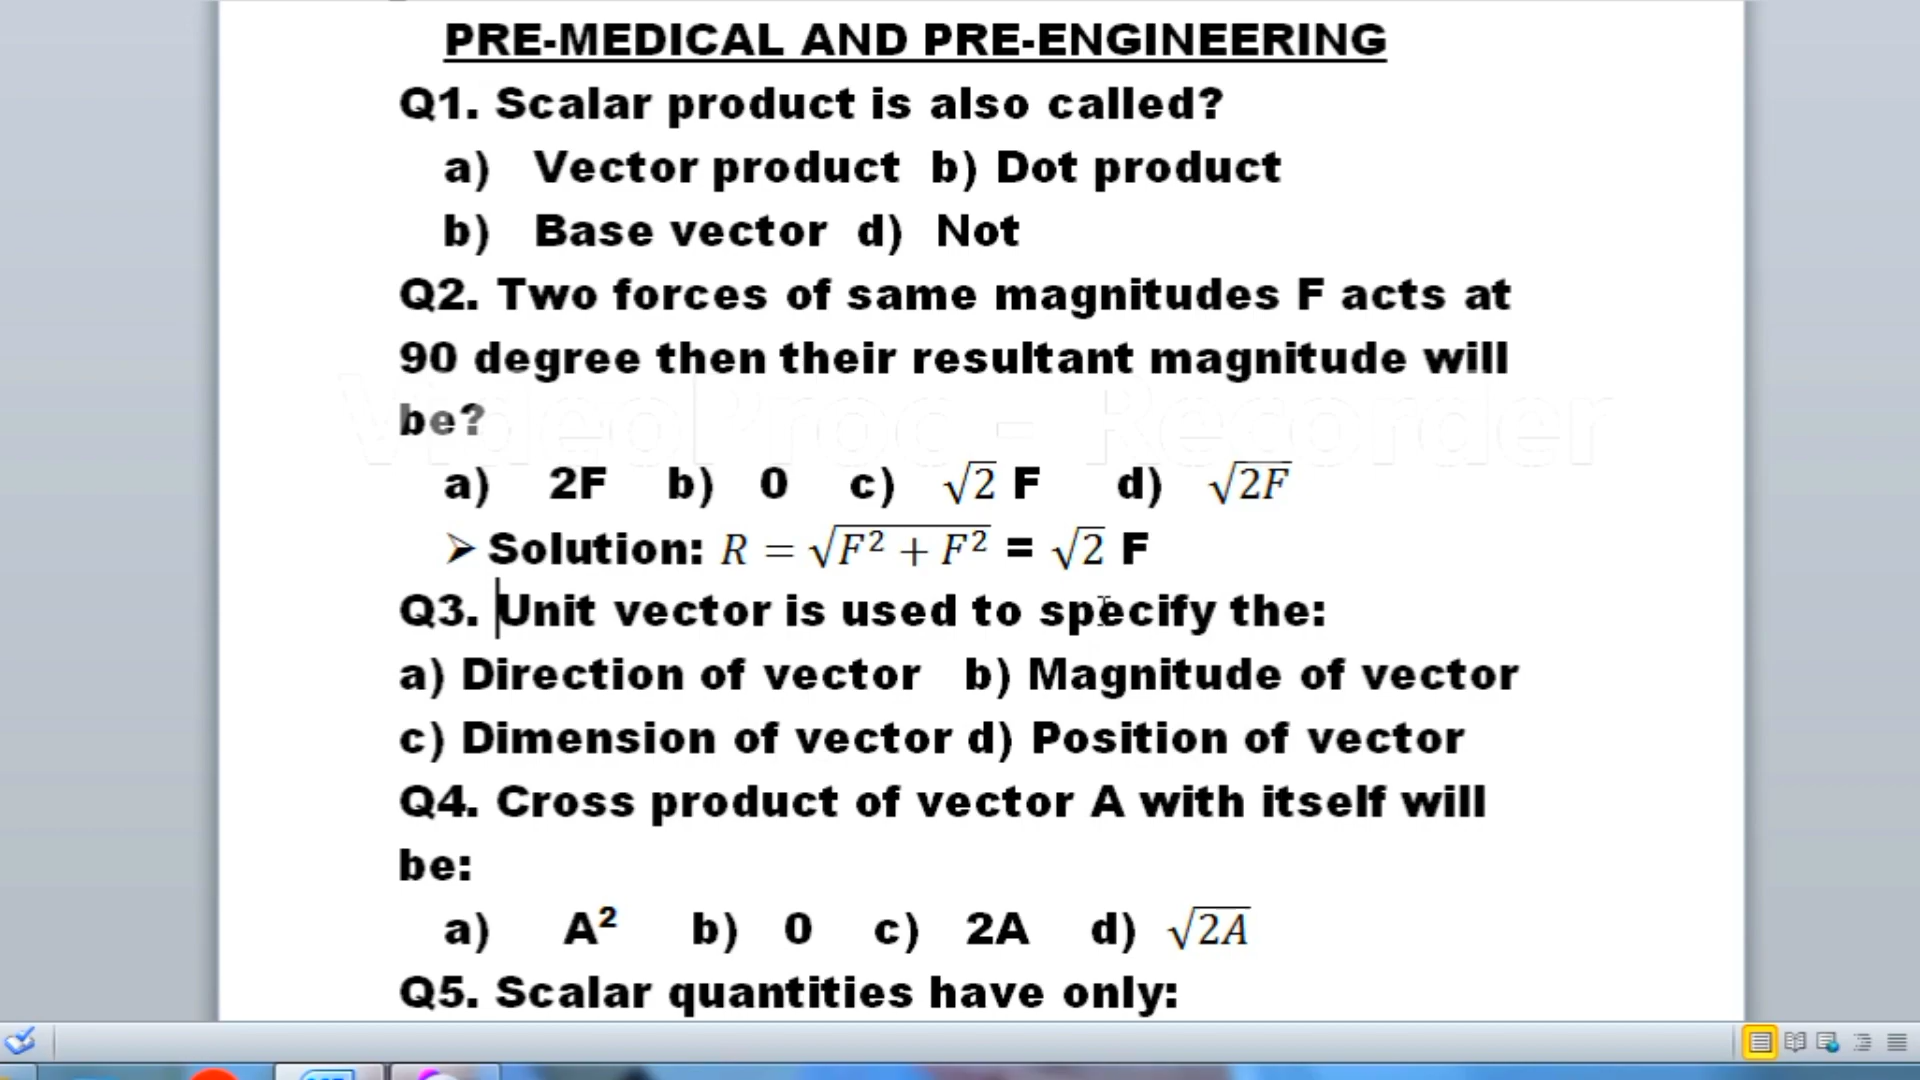 PRE-MEDICAL AND PRE-ENGINEERING
Q1. Scalar product is also called?
a) Vector product b) Dot product
b) Base vector d) Not
Q2. Two forces of same magnitudes F acts at
90 degree then their resultant magnitude will
be?
VideoProc - Recorder
a) 2F b) 0 c) √2 F d) √2F
➢ Solution: R = √F² + F² = √2 F
Q3. Unit vector is used to specify the:
a) Direction of vector b) Magnitude of vector
c) Dimension of vector d) Position of vector
Q4. Cross product of vector A with itself will
be:
a) A² b) 0 c) 2A d) √2A
Q5. Scalar quantities have only: